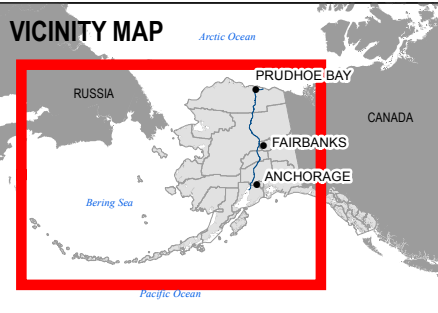 VICINITY MAP
Arctic Ocean
PRUDHOE BAY
RUSSIA
CANADA
FAIRBANKS
ANCHORAGE
Bering Sea
Pacific Ocean